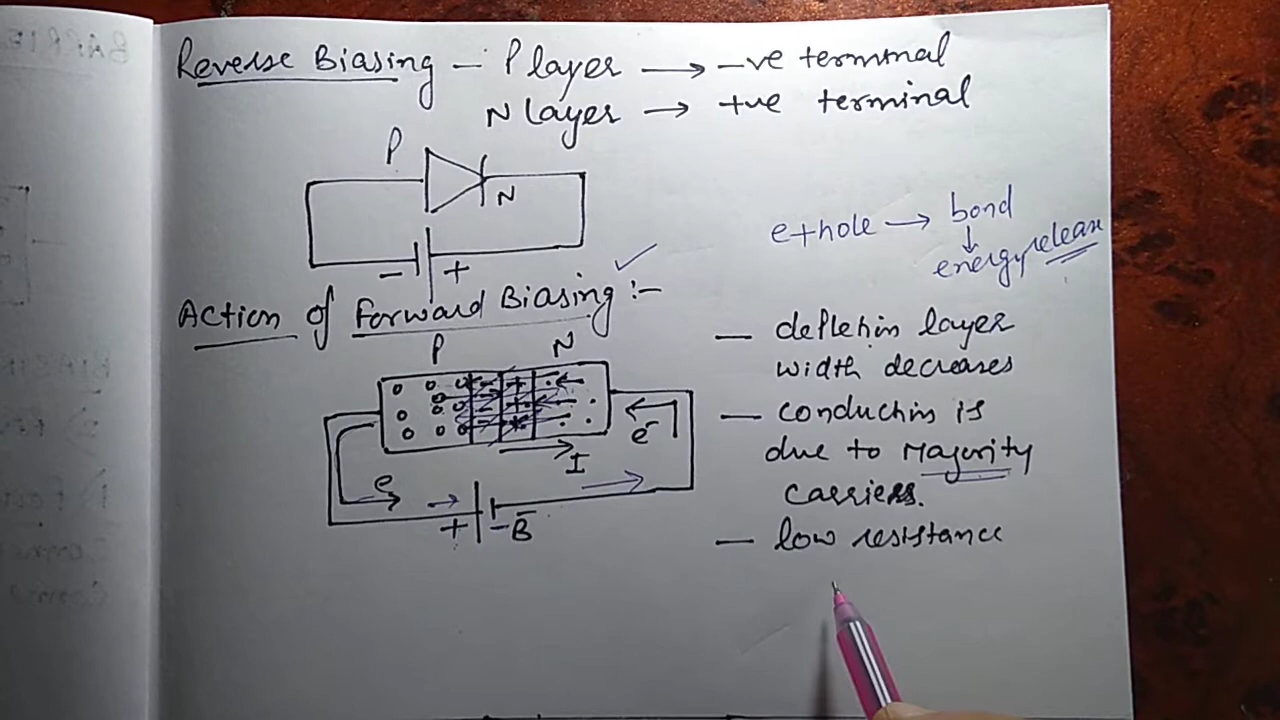 Reverse Biasing – P layer → -ve terminal
N layer → +ve terminal
P
N
- +
e+hole → bond
↓
energy release
Action of Forward Biasing :-
P N
– depletion layer
width decreases
– conduction is
due to Majority
carriers.
– low resistance
e-
I
e
+ - B